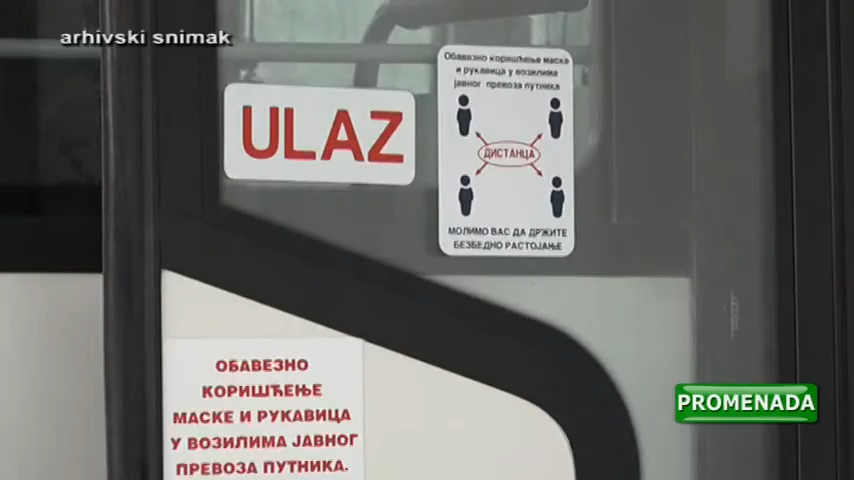 arhivski snimak
ULAZ
Обавезно коришћење маске
и рукавица у возилима
јавног превоза путника
ДИСТАНЦА
МОЛИМО ВАС ДА ДРЖИТЕ
БЕЗБЕДНО РАСТОЈАЊЕ
ОБАВЕЗНО
КОРИШЋЕЊЕ
МАСКЕ И РУКАВИЦА
У ВОЗИЛИМА ЈАВНОГ
ПРЕВОЗА ПУТНИКА.
PROMENADA